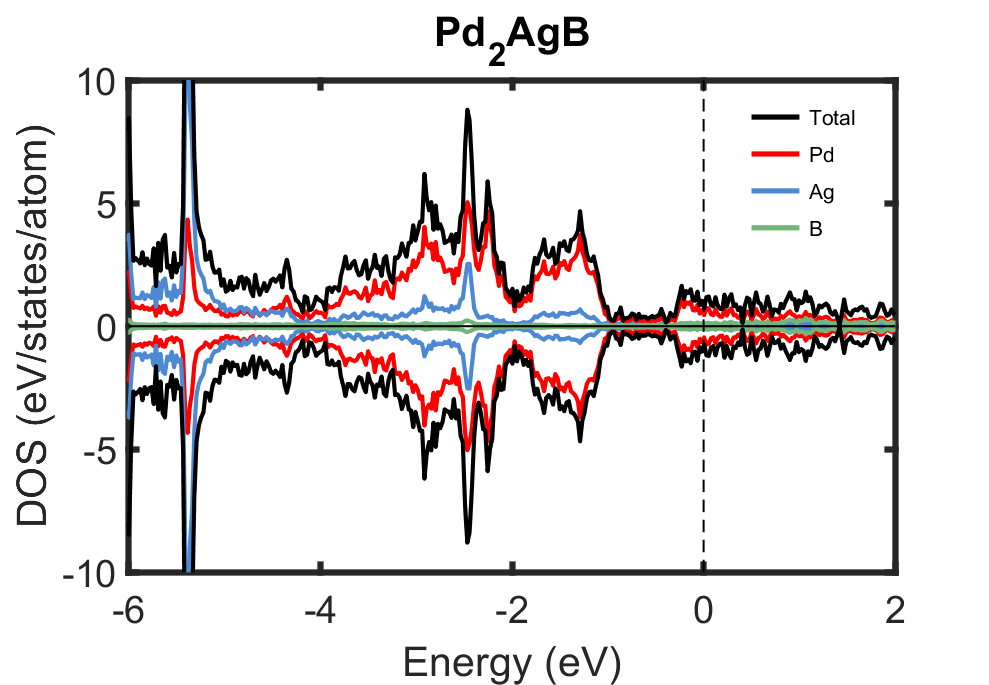 Pd₂AgB
10
5
0
-5
-10
DOS (eV/states/atom)
Total
Pd
Ag
B
-6 -4 -2 0 2
Energy (eV)